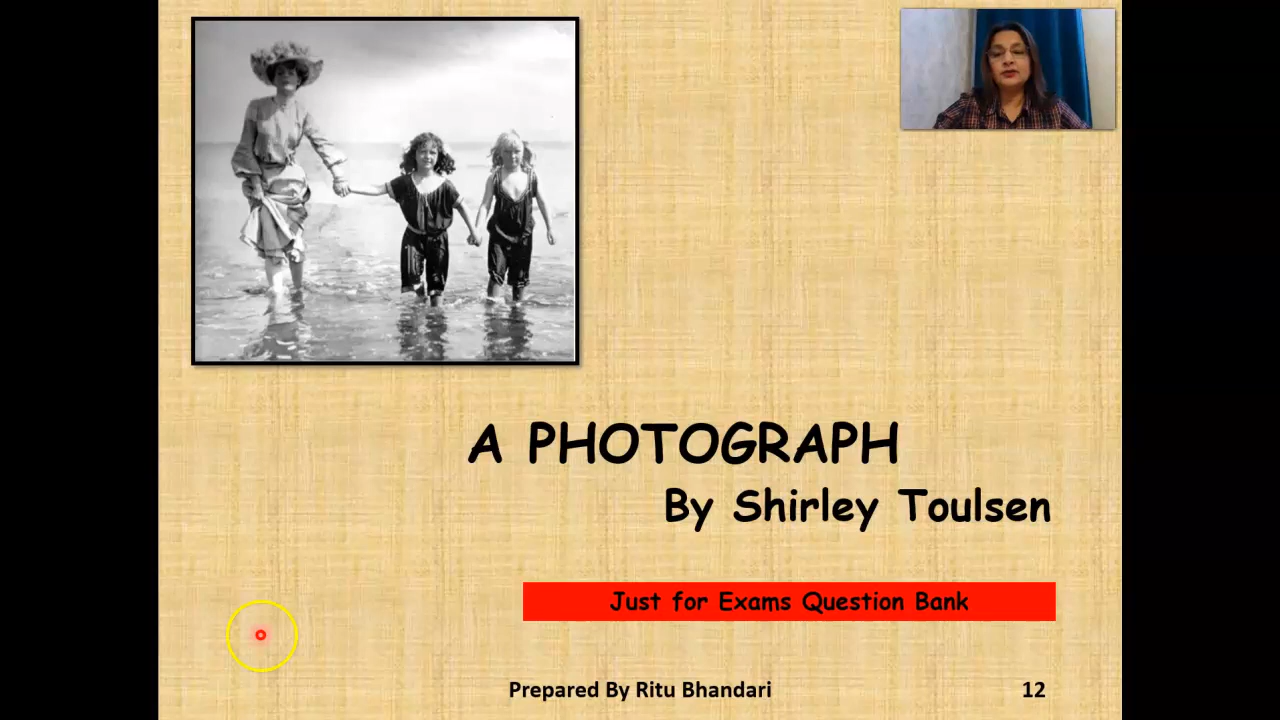 A PHOTOGRAPH
By Shirley Toulsen
Just for Exams Question Bank
Prepared By Ritu Bhandari
12